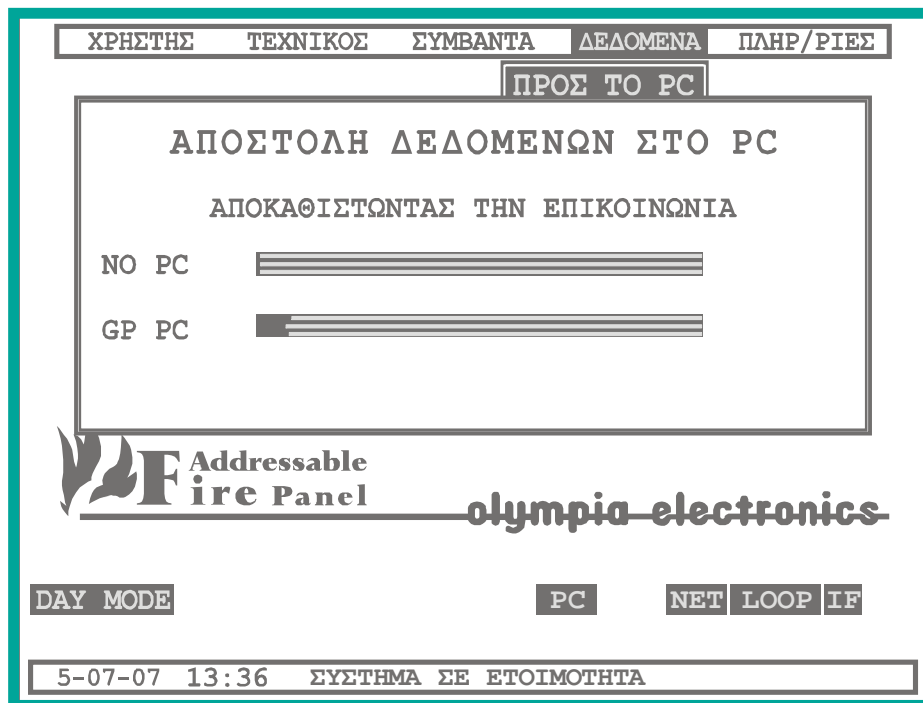 ΧΡΗΣΤΗΣ ΤΕΧΝΙΚΟΣ ΣΥΜΒΑΝΤΑ ΔΕΔΟΜΕΝΑ ΠΛΗΡ/ΡΙΕΣ
ΠΡΟΣ ΤΟ PC
ΑΠΟΣΤΟΛΗ ΔΕΔΟΜΕΝΩΝ ΣΤΟ PC
ΑΠΟΚΑΘΙΣΤΩΝΤΑΣ ΤΗΝ ΕΠΙΚΟΙΝΩΝΙΑ
NO PC
GP PC
Addressable
Fire Panel
olympia electronics
DAY MODE PC NET LOOP IF
5-07-07 13:36 ΣΥΣΤΗΜΑ ΣΕ ΕΤΟΙΜΟΤΗΤΑ